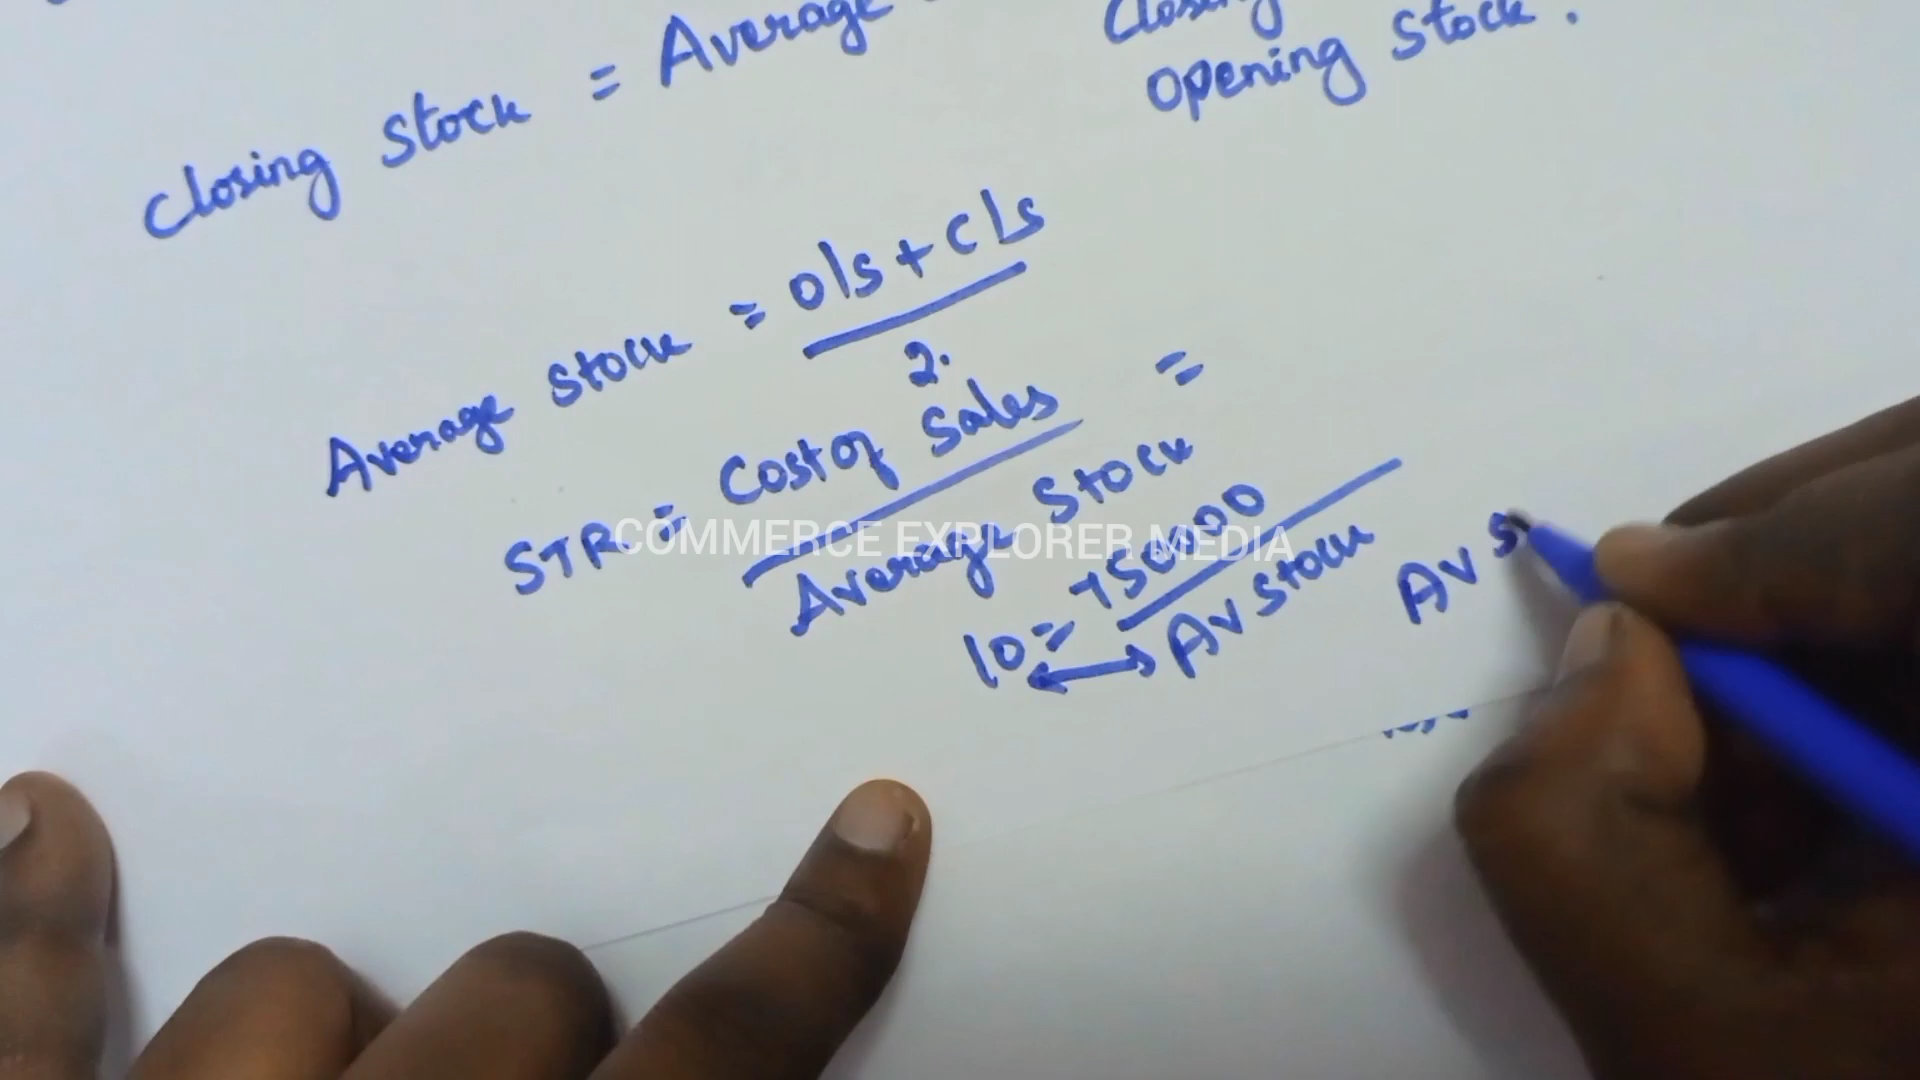 Closing
Opening Stock.
Closing Stock = Average
Average Stock = O/S + C/S
2.
STR = Cost of Sales =
Average Stock
COMMERCE EXPLORER MEDIA
10 = 750000
Av Stock
Av S